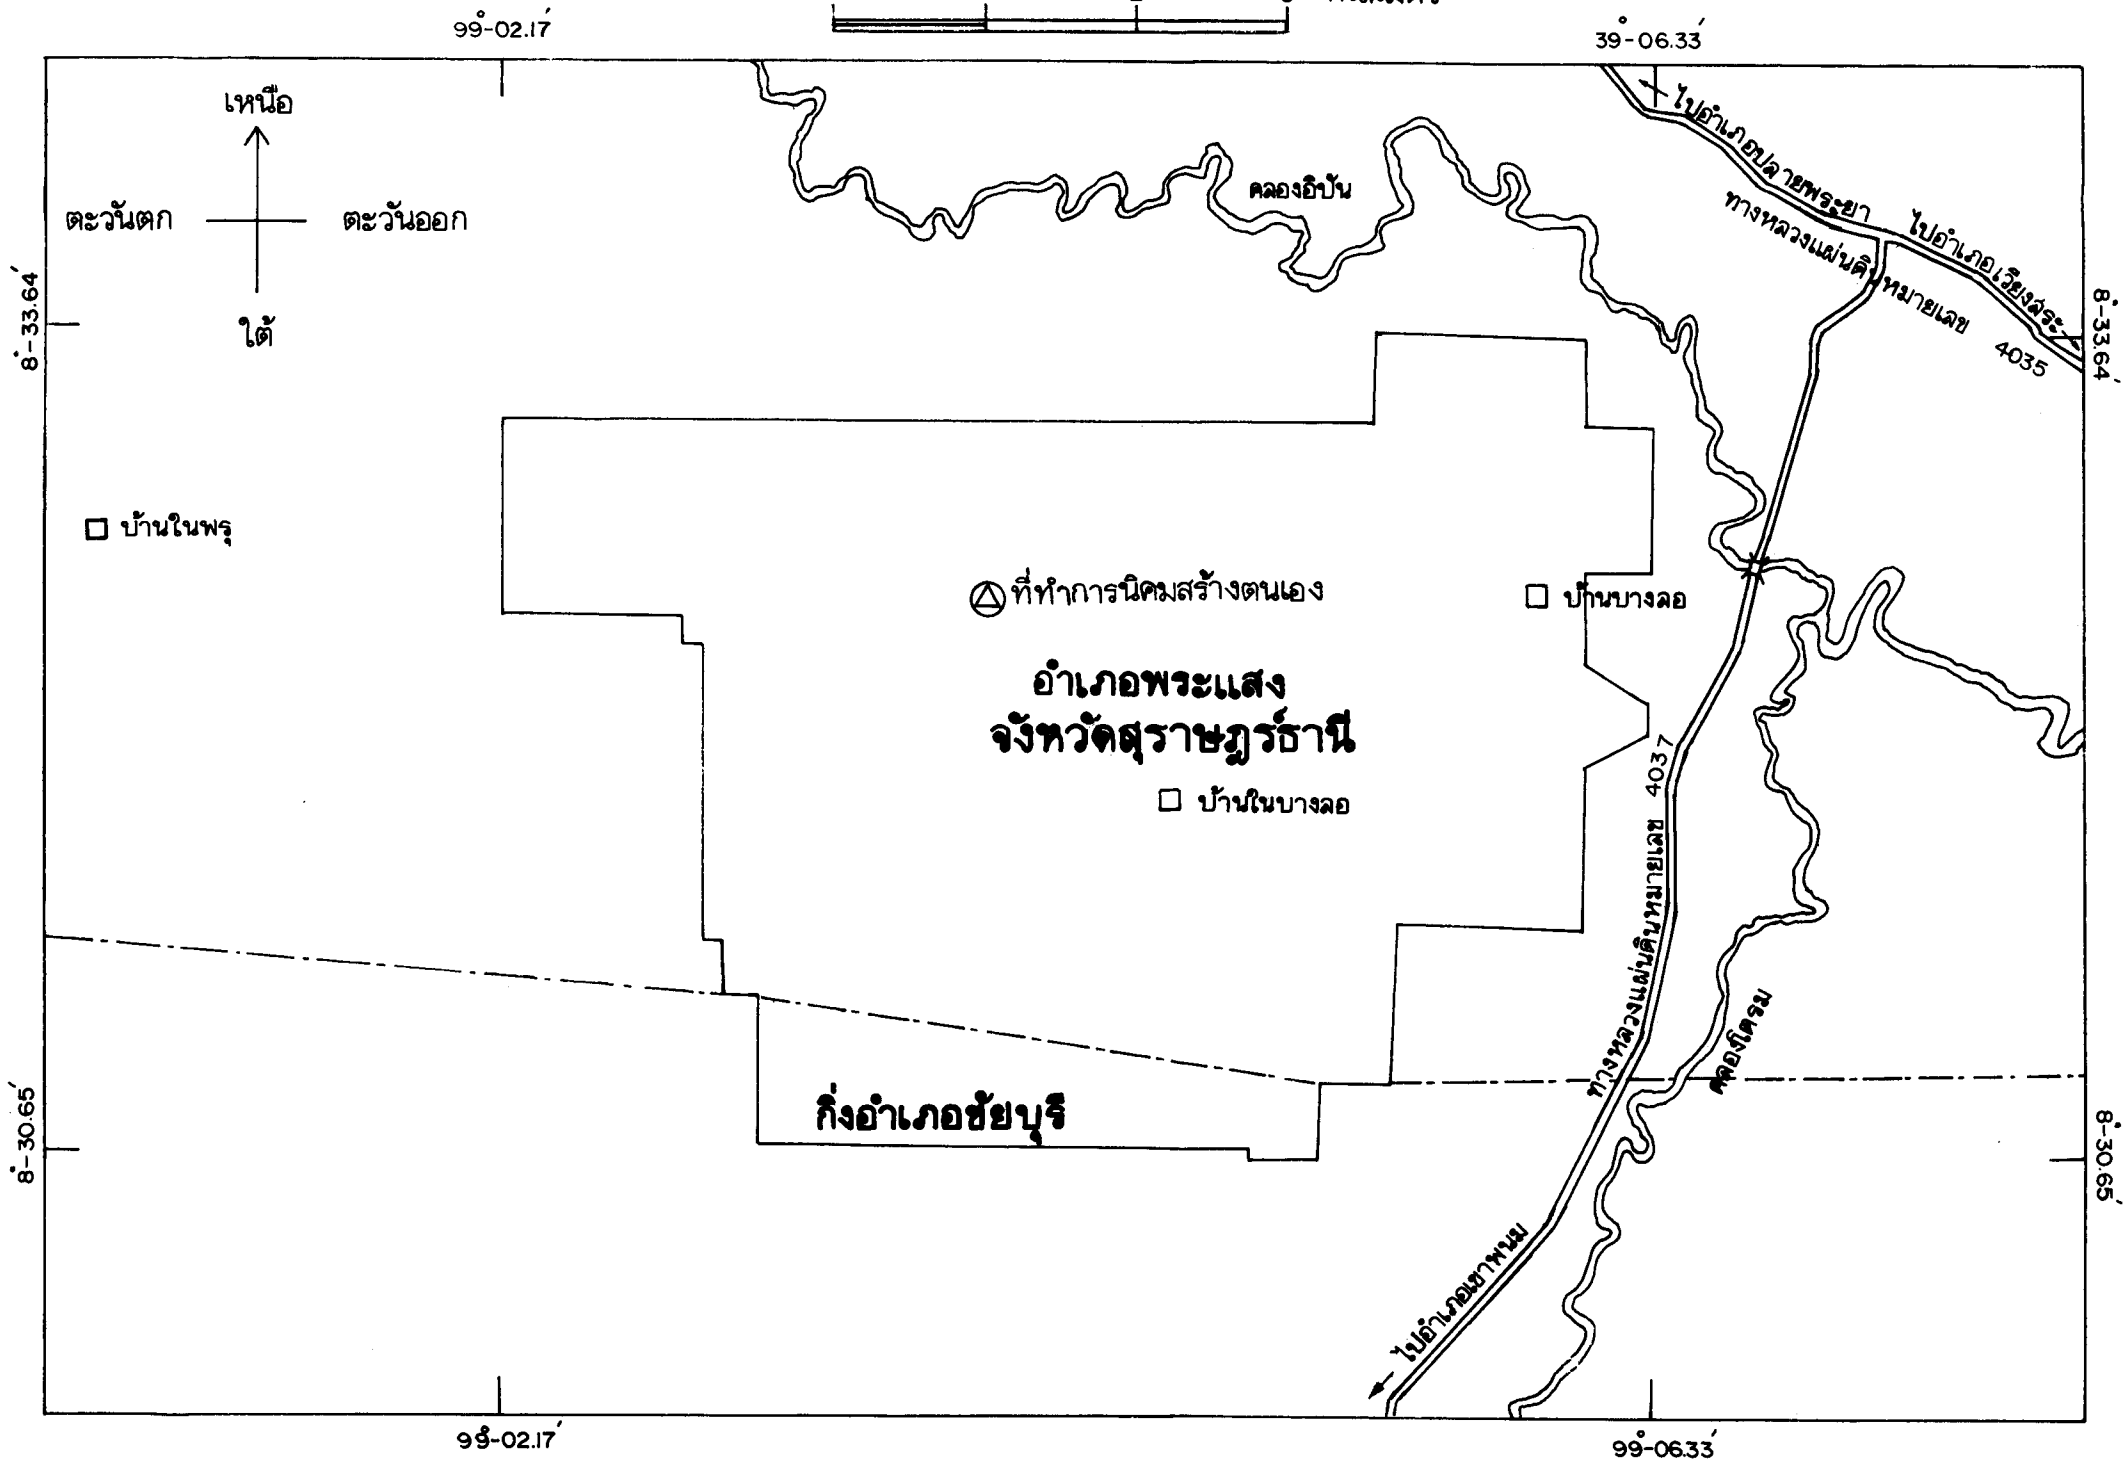 99°-02.17′
39°-06.33′
เหนือ
ตะวันตก
ตะวันออก
ใต้
8°-33.64′
8°-33.64′
คลองอิปัน
ไปอำเภอปลายพระยา
ไปอำเภอเวียงสระ
ทางหลวงแผ่นดินหมายเลข 4035
บ้านในพรุ
ที่ทำการนิคมสร้างตนเอง
บ้านบางลอ
อำเภอพระแสง
จังหวัดสุราษฎร์ธานี
บ้านในบางลอ
ทางหลวงแผ่นดินหมายเลข 4037
คลองโตรม
กิ่งอำเภอชัยบุรี
8°-30.65′
8°-30.65′
ไปอำเภอเขาพนม
99°-02.17′
99°-06.33′